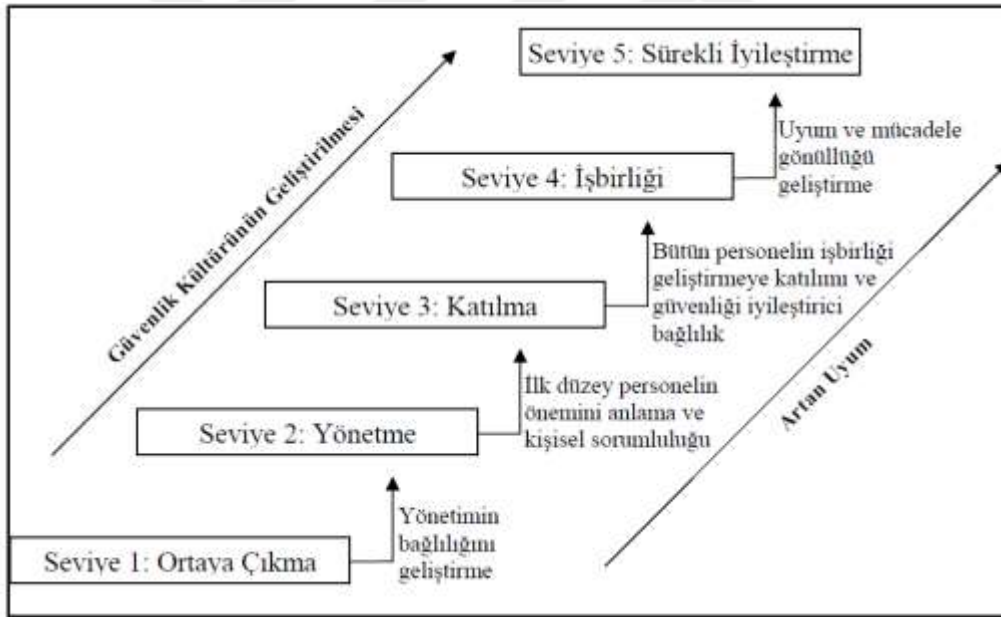 Seviye 5: Sürekli İyileştirme
Güvenlik Kültürünün Geliştirilmesi
Uyum ve mücadele
gönüllüğü
geliştirme
Seviye 4: İşbirliği
Bütün personelin işbirliği
geliştirmeye katılımı ve
güvenliği iyileştirici
bağlılık
Seviye 3: Katılma
Artan Uyum
İlk düzey personelin
önemini anlama ve
kişisel sorumluluğu
Seviye 2: Yönetme
Yönetimin
bağlılığını
geliştirme
Seviye 1: Ortaya Çıkma